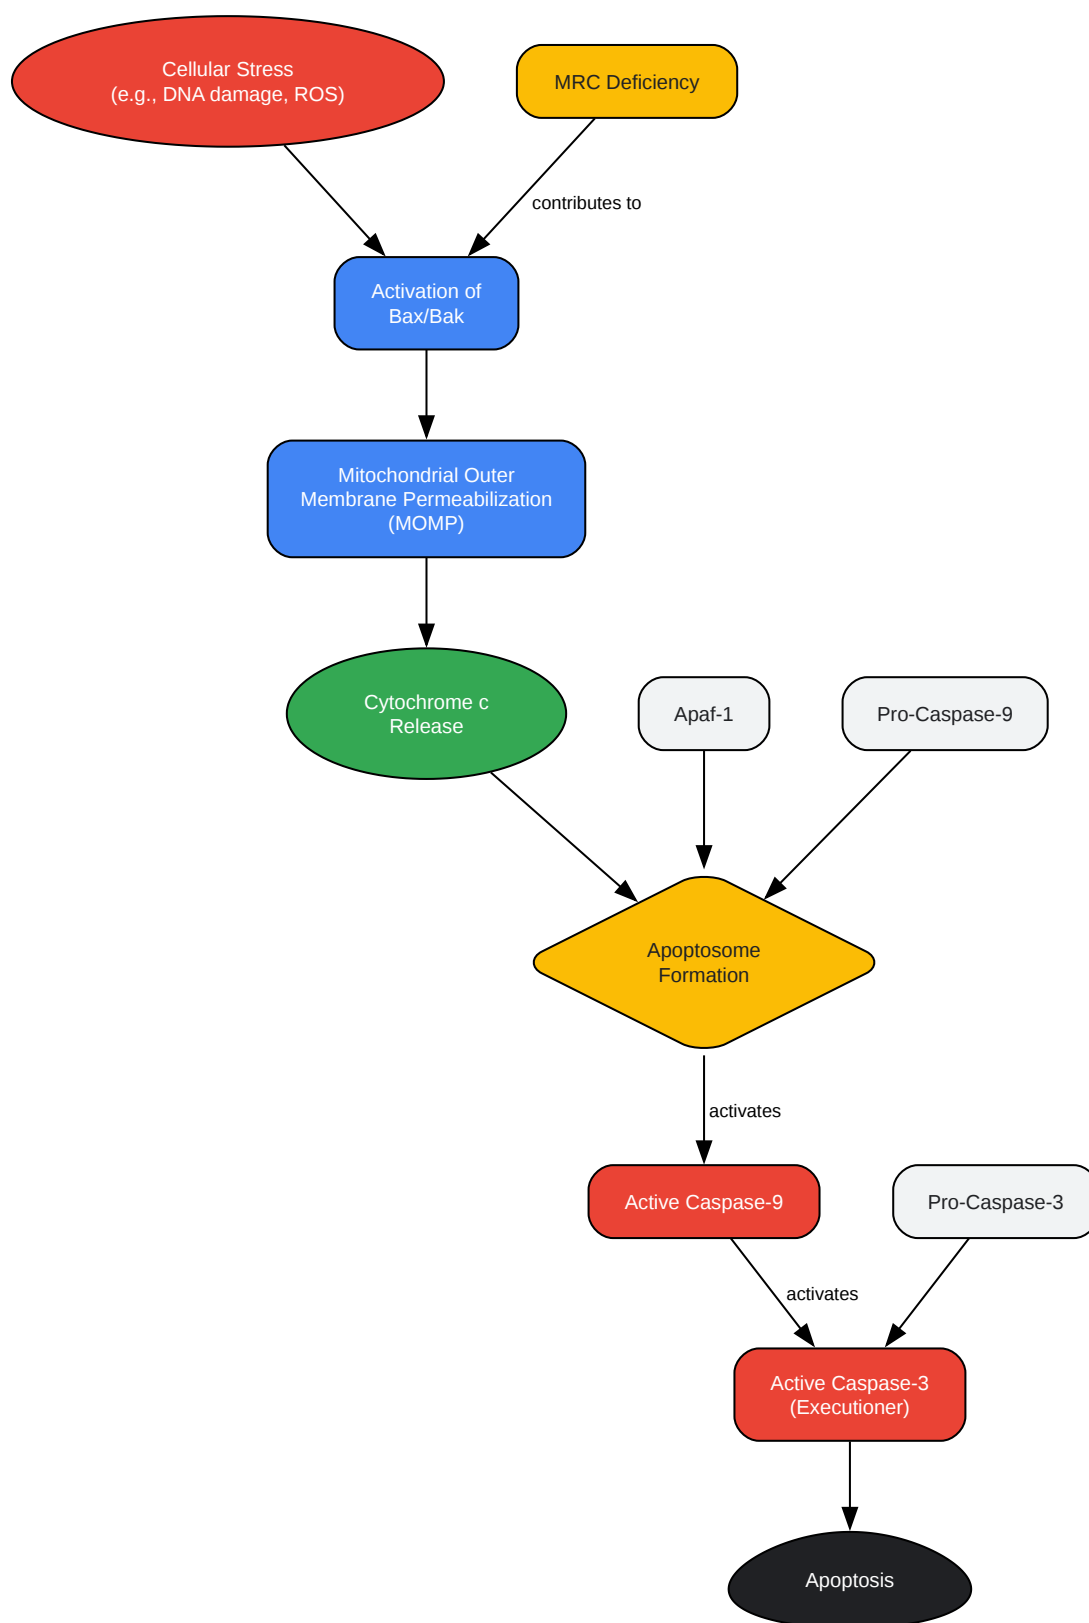 Cellular Stress
(e.g., DNA damage, ROS)
MRC Deficiency
contributes to
Activation of
Bax/Bak
Mitochondrial Outer
Membrane Permeabilization
(MOMP)
Cytochrome c
Release
Apaf-1
Pro-Caspase-9
Apoptosome
Formation
activates
Active Caspase-9
Pro-Caspase-3
activates
Active Caspase-3
(Executioner)
Apoptosis